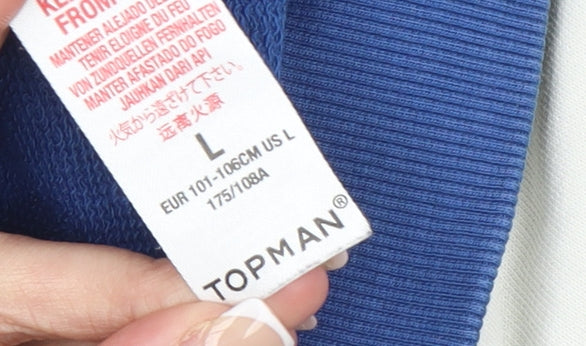 FROM
MANTENER ALEJADO DE
TENIR ELOIGNE DU FEU
VON ZUNDQUELLEN FERNHALTEN
MANTER AFASTADO DO FOGO
JAUHKAN DARI API
火気から遠ざけて下さい
远离火源
L
EUR 101-106CM US L
175/108A
TOPMAN®